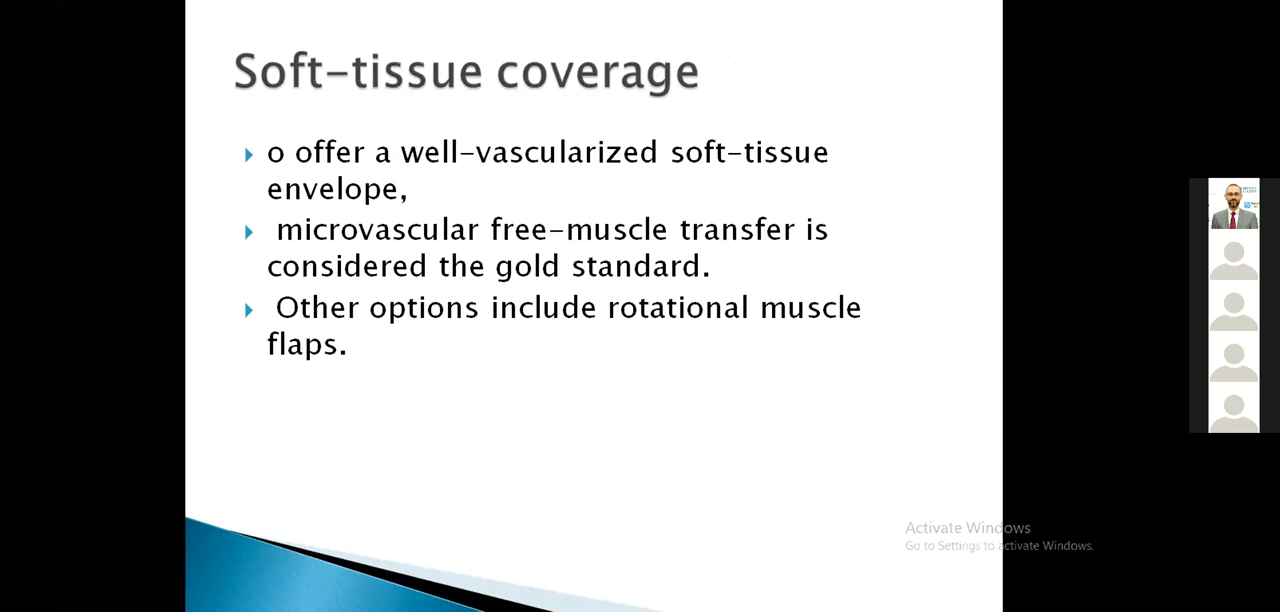 Soft-tissue coverage
o offer a well-vascularized soft-tissue
envelope,
microvascular free-muscle transfer is
considered the gold standard.
Other options include rotational muscle
flaps.
Activate Windows
Go to Settings to activate Windows.